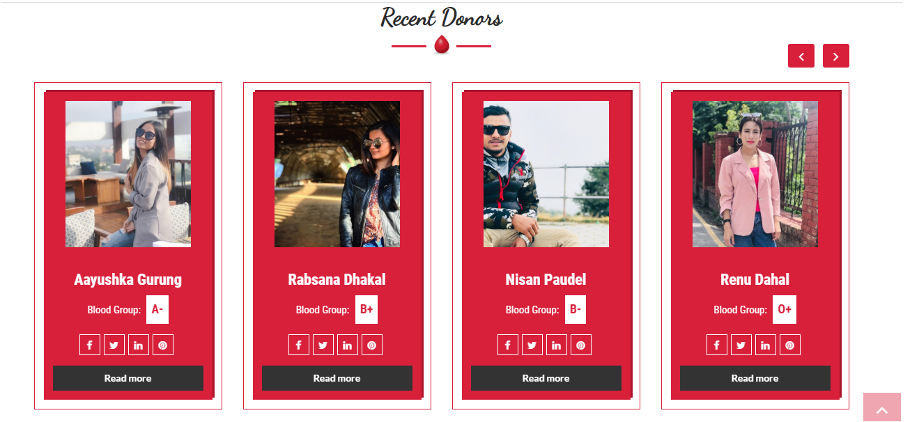 Recent Donors
Aayushka Gurung
Blood Group: A-
Read more
Rabsana Dhakal
Blood Group: B+
Read more
Nisan Paudel
Blood Group: B-
Read more
Renu Dahal
Blood Group: O+
Read more